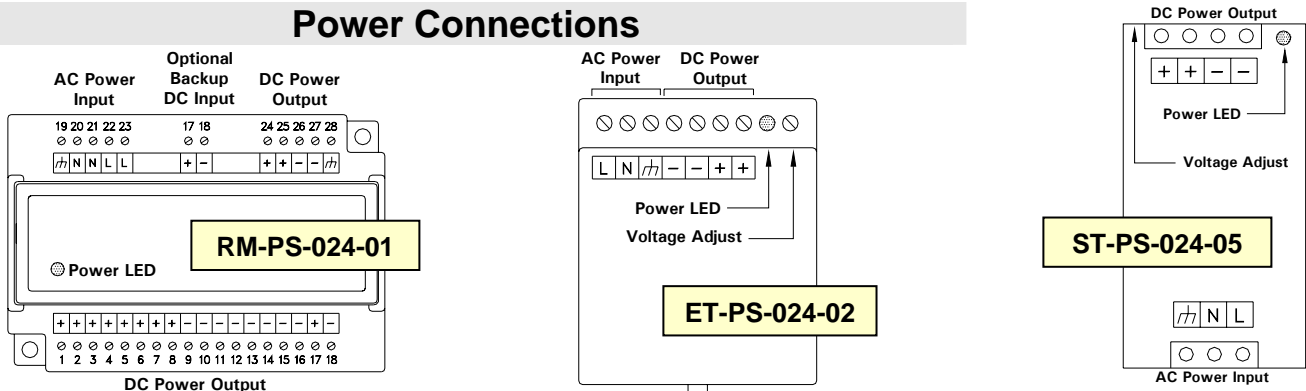 Power Connections
AC Power
Input
Optional
Backup
DC Input
DC Power
Output
19 20 21 22 23
17 18
24 25 26 27 28
N N L L
+ -
+ + - -
RM-PS-024-01
Power LED
+ + + + + + + + - - - - - - - - + -
1 2 3 4 5 6 7 8 9 10 11 12 13 14 15 16 17 18
DC Power Output
AC Power
Input
DC Power
Output
L N - - + +
Power LED
Voltage Adjust
ET-PS-024-02
DC Power Output
+ + - -
Power LED
Voltage Adjust
ST-PS-024-05
N L
AC Power Input